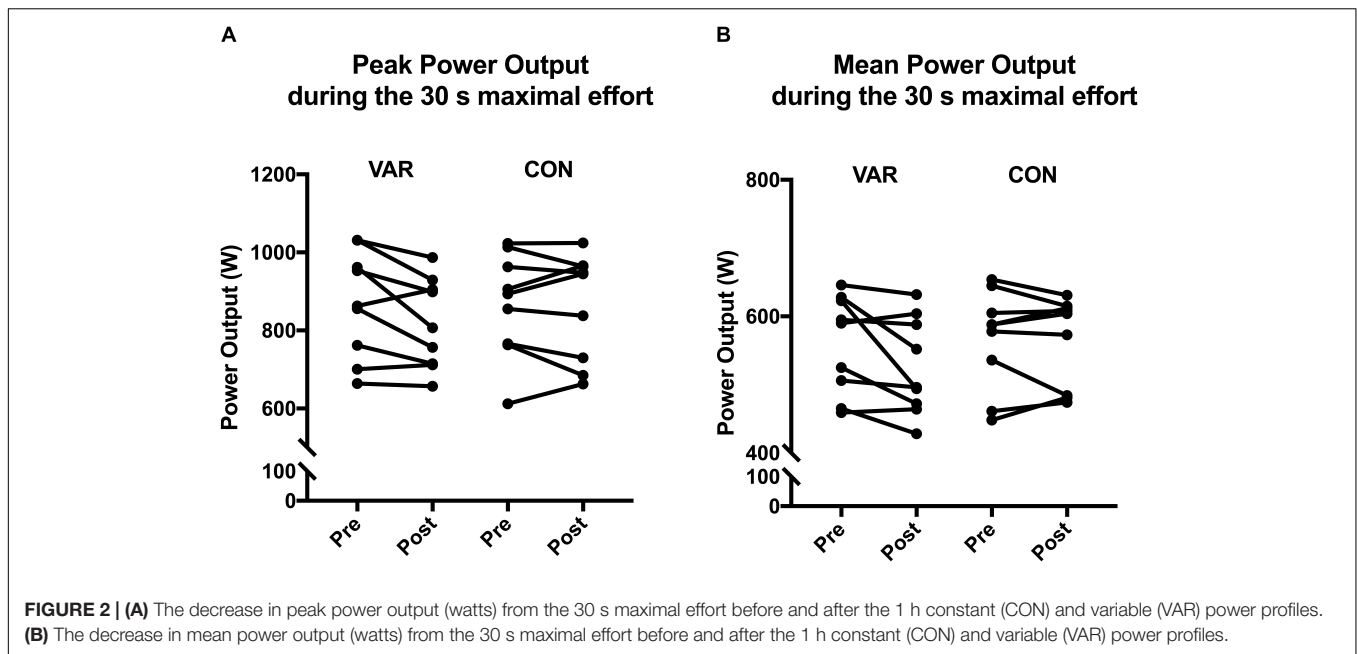 A
Peak Power Output
during the 30 s maximal effort
VAR
CON
1200
1000
800
600
100
0
Power Output (W)
Pre
Post
Pre
Post
B
Mean Power Output
during the 30 s maximal effort
VAR
CON
800
600
400
100
0
Power Output (W)
Pre
Post
Pre
Post
FIGURE 2 | (A) The decrease in peak power output (watts) from the 30 s maximal effort before and after the 1 h constant (CON) and variable (VAR) power profiles.
(B) The decrease in mean power output (watts) from the 30 s maximal effort before and after the 1 h constant (CON) and variable (VAR) power profiles.